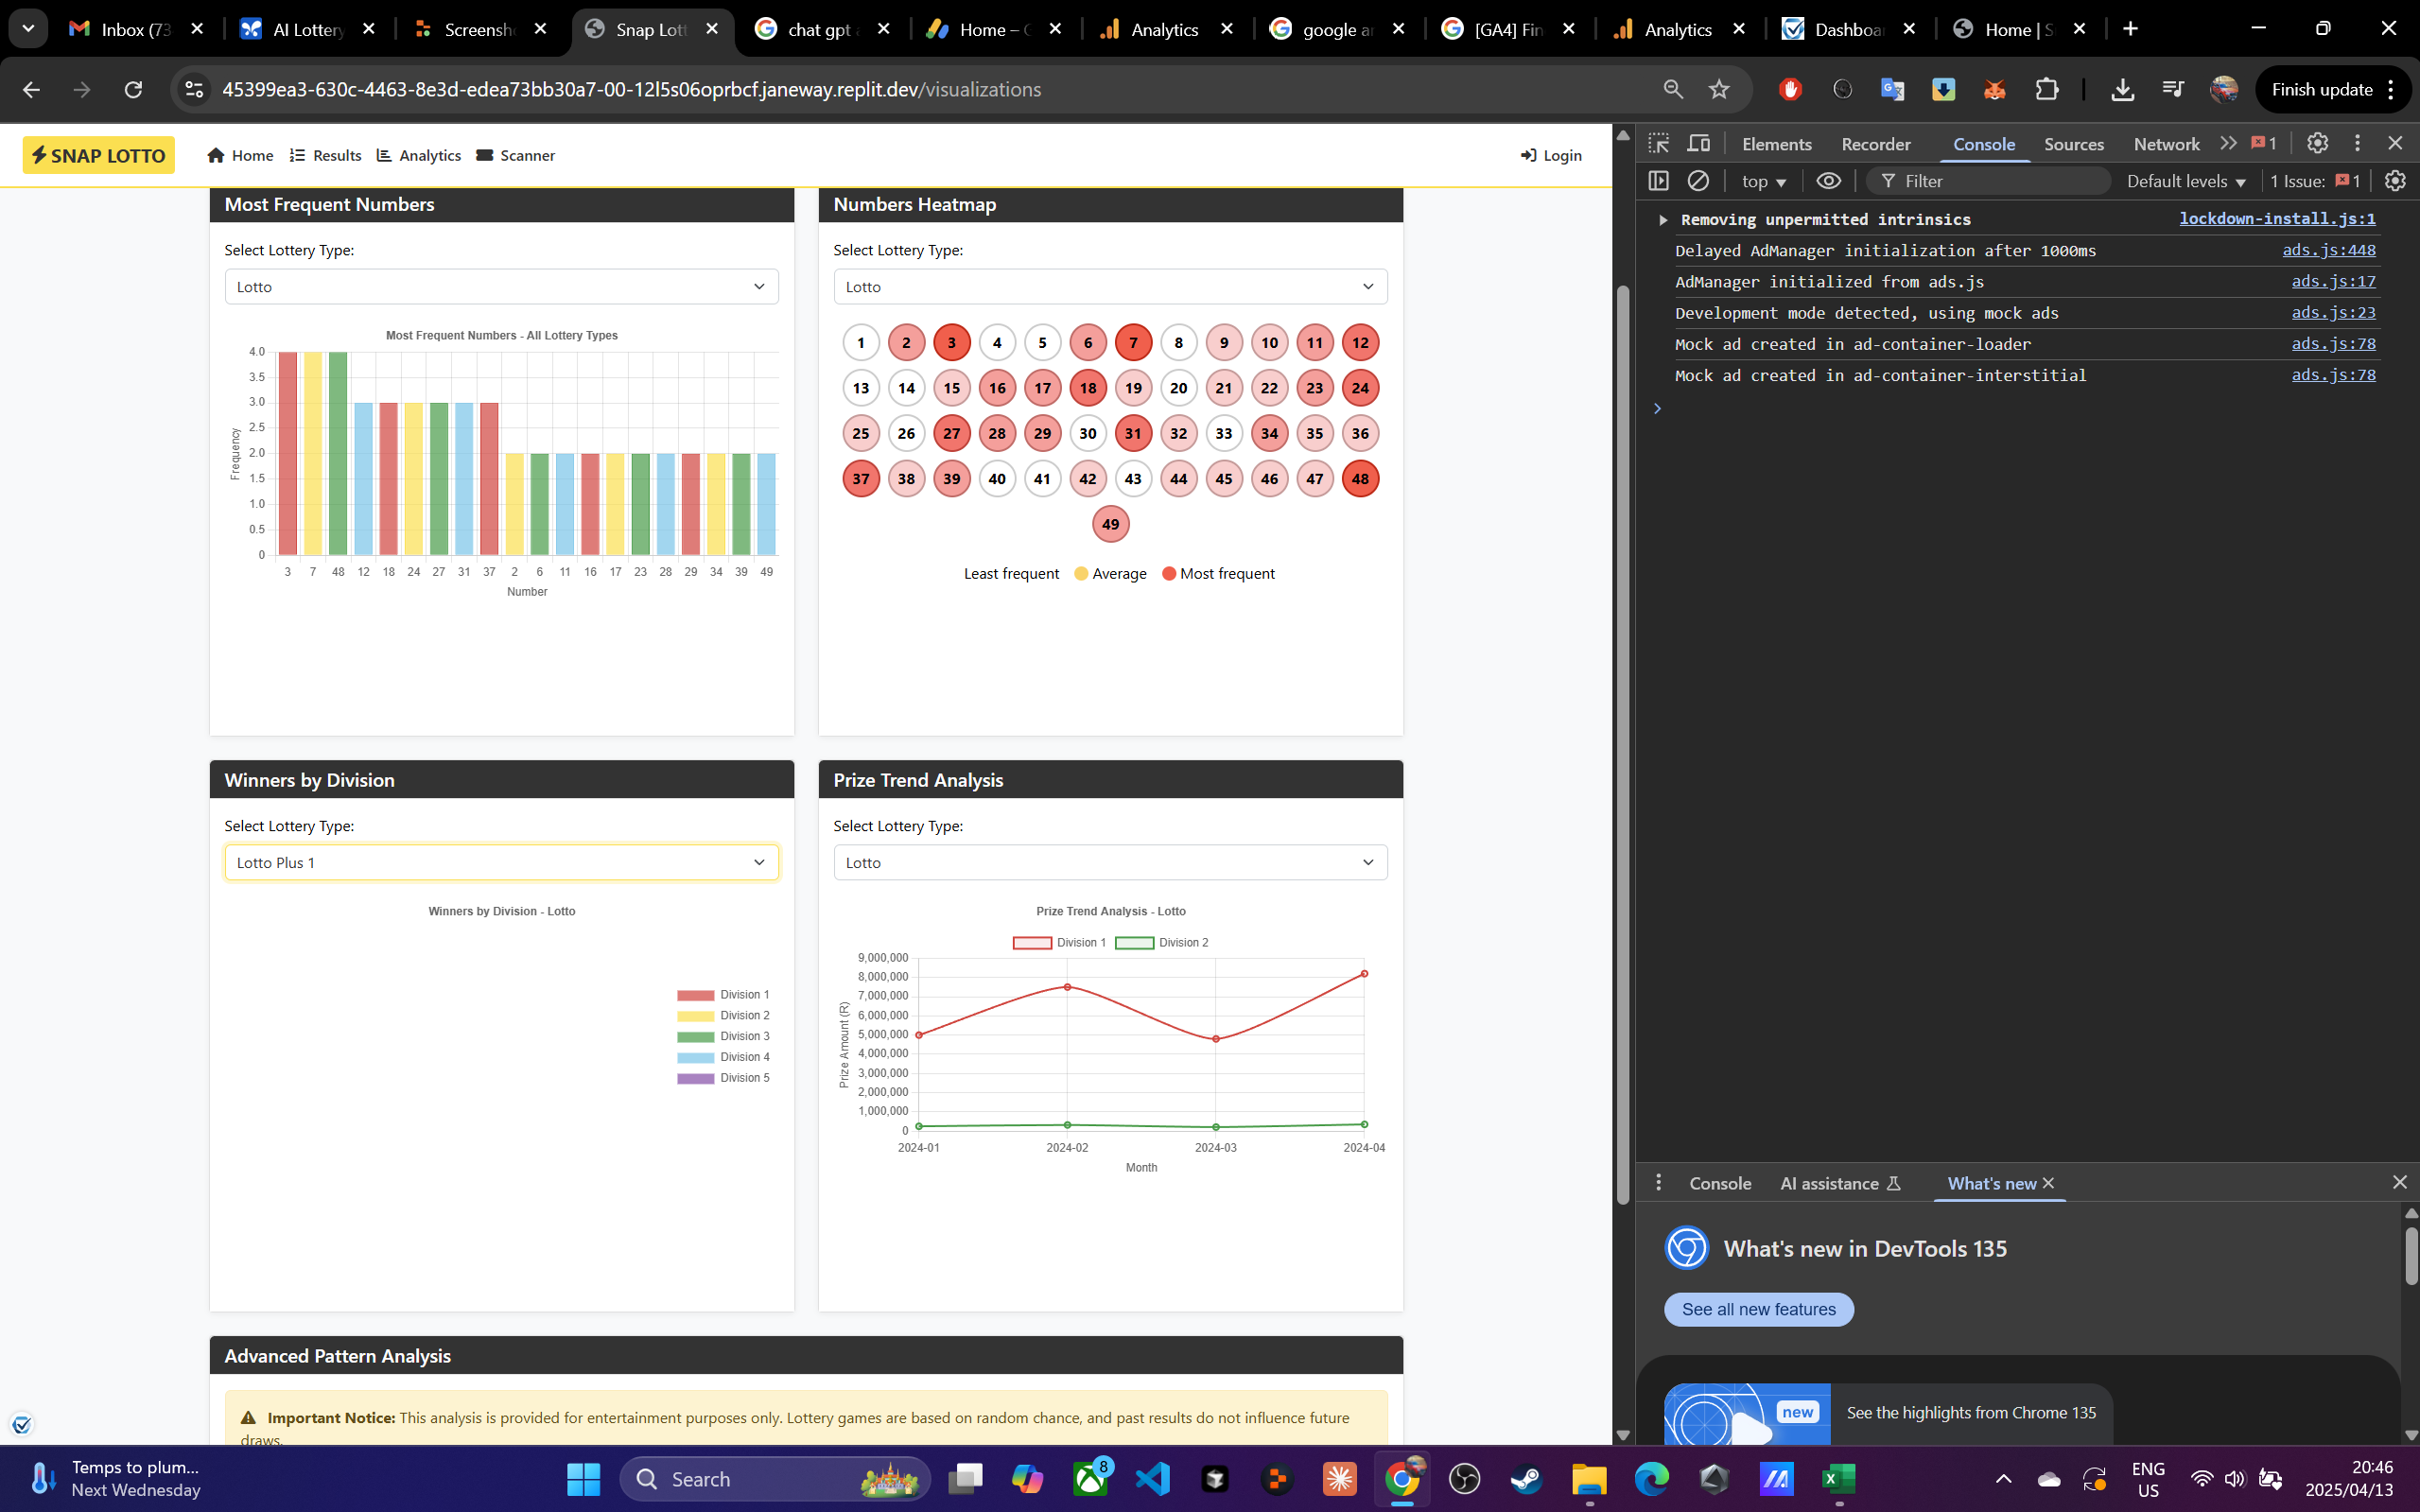 Inbox (73
AI Lottery
Screensh
Snap Lott
chat gpt a
Home – G
Analytics
google an
[GA4] Fin
Analytics
Dashboar
Home | S
45399ea3-630c-4463-8e3d-edea73bb30a7-00-12l5s06oprbcf.janeway.replit.dev/visualizations
Finish update
SNAP LOTTO
Home
Results
Analytics
Scanner
Login
Most Frequent Numbers
Select Lottery Type:
Lotto
Most Frequent Numbers - All Lottery Types
4.0
3.5
3.0
2.5
2.0
1.5
1.0
0.5
0
Frequency
3 7 48 12 18 24 27 31 37 2 6 11 16 17 23 28 29 34 39 49
Number
Numbers Heatmap
Select Lottery Type:
Lotto
1 2 3 4 5 6 7 8 9 10 11 12
13 14 15 16 17 18 19 20 21 22 23 24
25 26 27 28 29 30 31 32 33 34 35 36
37 38 39 40 41 42 43 44 45 46 47 48
49
Least frequent Average Most frequent
Winners by Division
Select Lottery Type:
Lotto Plus 1
Winners by Division - Lotto
Division 1
Division 2
Division 3
Division 4
Division 5
Prize Trend Analysis
Select Lottery Type:
Lotto
Prize Trend Analysis - Lotto
Division 1 Division 2
9,000,000
8,000,000
7,000,000
6,000,000
5,000,000
4,000,000
3,000,000
2,000,000
1,000,000
0
Prize Amount (R)
2024-01 2024-02 2024-03 2024-04
Month
Advanced Pattern Analysis
Important Notice: This analysis is provided for entertainment purposes only. Lottery games are based on random chance, and past results do not influence future
draws.
Elements Recorder Console Sources Network 1
top Filter Default levels 1 Issue: 1
Removing unpermitted intrinsics lockdown-install.js:1
Delayed AdManager initialization after 1000ms ads.js:448
AdManager initialized from ads.js ads.js:17
Development mode detected, using mock ads ads.js:23
Mock ad created in ad-container-loader ads.js:78
Mock ad created in ad-container-interstitial ads.js:78
Console AI assistance What's new
What's new in DevTools 135
See all new features
new
See the highlights from Chrome 135
Temps to plum...
Next Wednesday
Search
8
ENG
US
20:46
2025/04/13